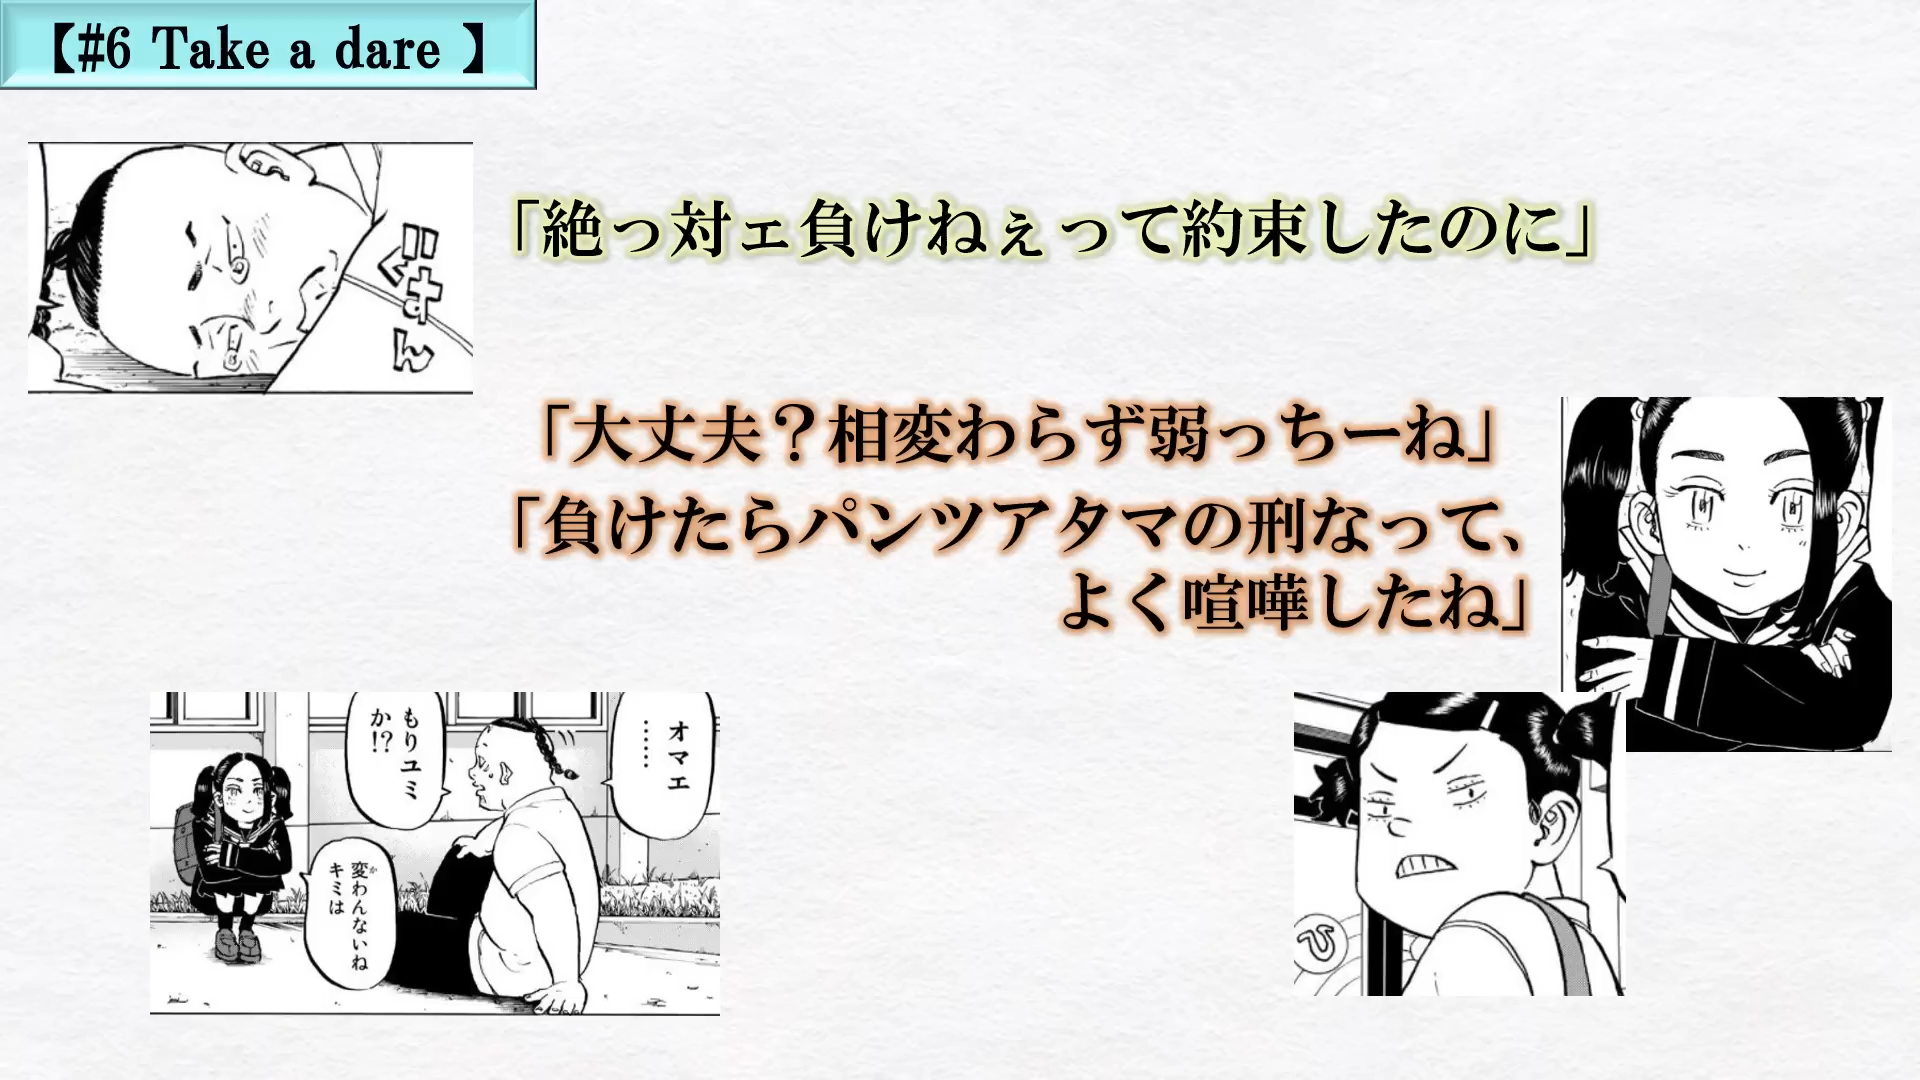 【#6 Take a dare 】
「絶っ対ェ負けねぇって約束したのに」
ぐすん
「大丈夫？相変わらず弱っちーね」
「負けたらパンツアタマの刑なって、
よく喧嘩したね」
オマエ
……
もりユミ
か!?
変わんないね
キミは
ひ